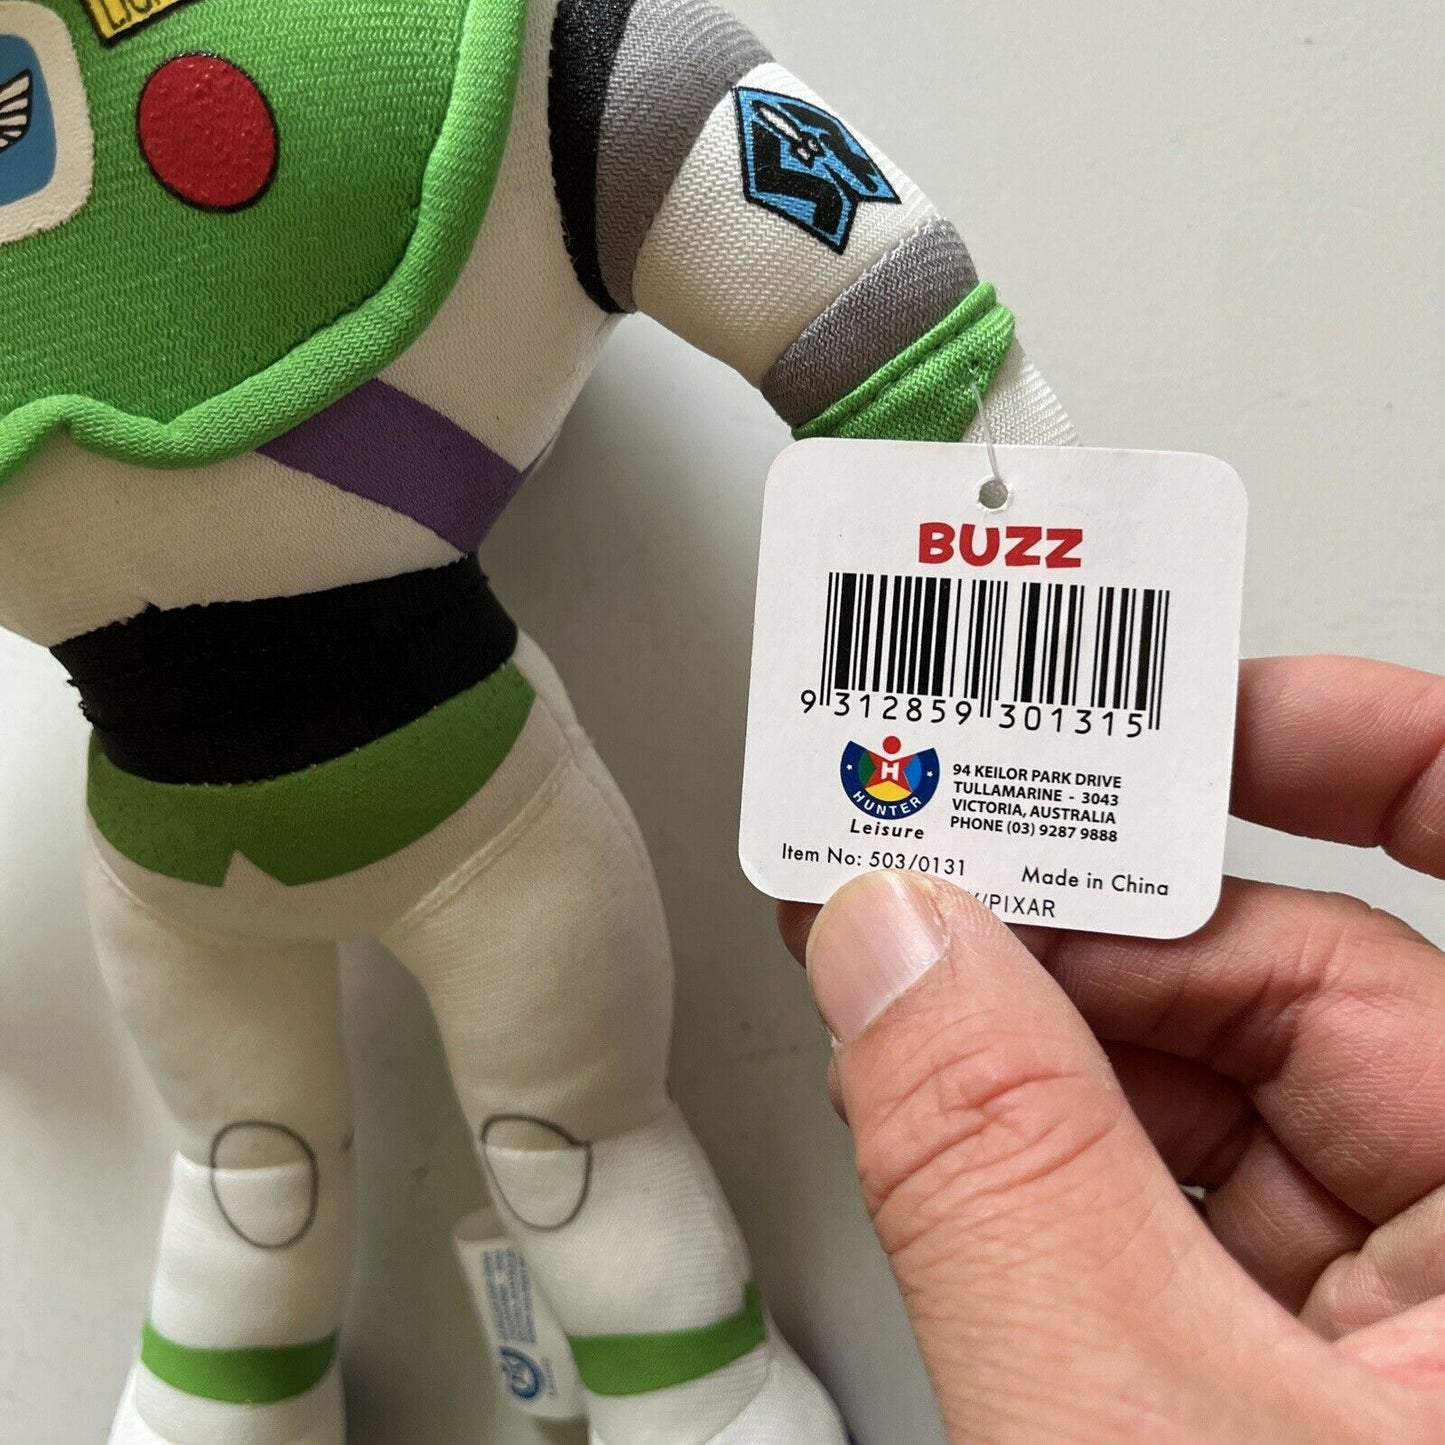 BUZZ
9 312859 301315
H
HUNTER
Leisure
94 KEILOR PARK DRIVE
TULLAMARINE - 3043
VICTORIA, AUSTRALIA
PHONE (03) 9287 9888
Item No: 503/0131
Made in China
/PIXAR